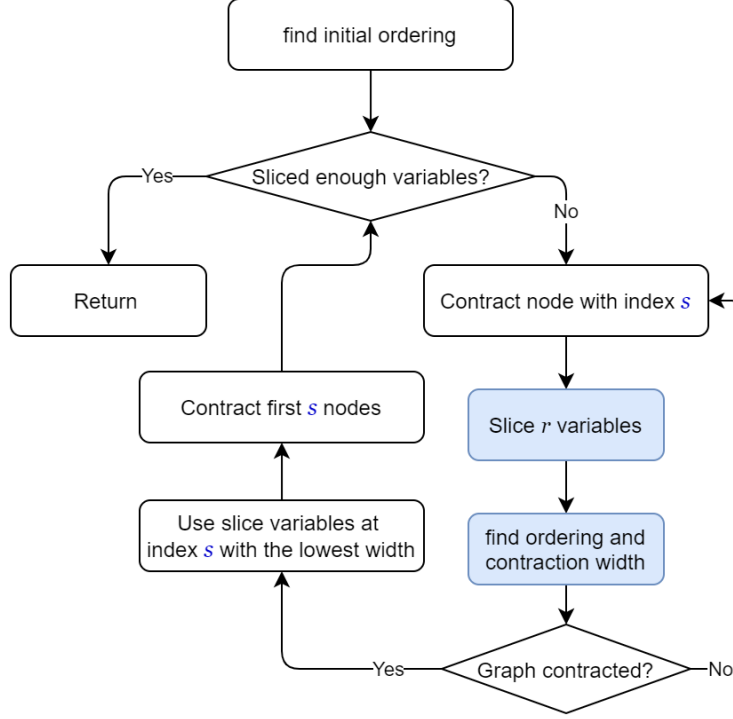 find initial ordering
Sliced enough variables?
Yes
No
Return
Contract node with index s
Contract first s nodes
Slice r variables
Use slice variables at
index s with the lowest width
find ordering and
contraction width
Graph contracted?
Yes
No